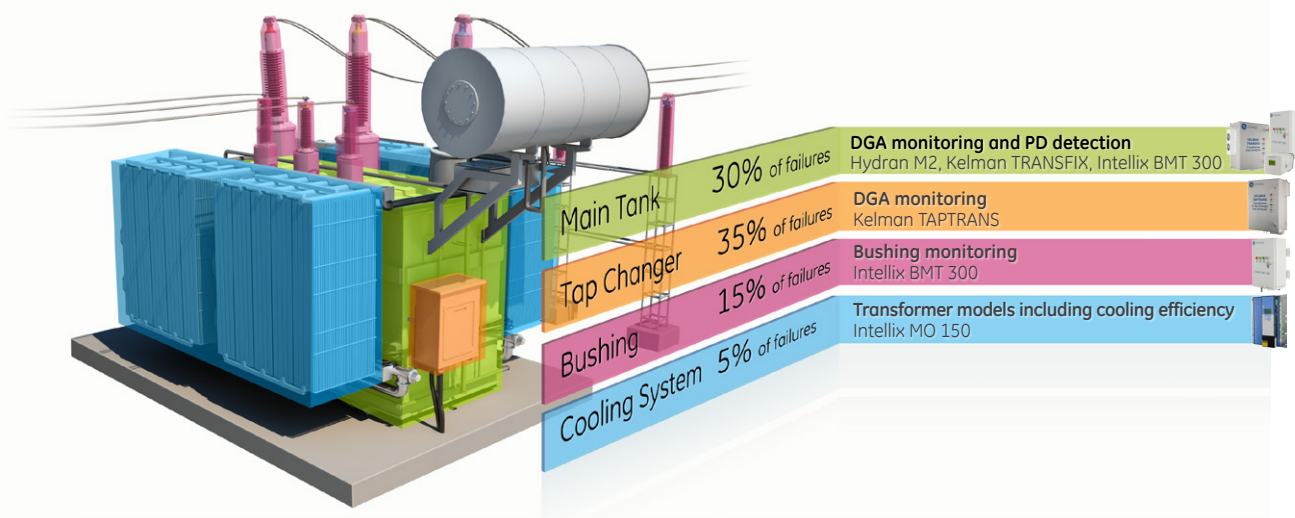 Main Tank 30% of failures
DGA monitoring and PD detection
Hydran M2, Kelman TRANSFIX, Intellix BMT 300
Tap Changer 35% of failures
DGA monitoring
Kelman TAPTRANS
Bushing 15% of failures
Bushing monitoring
Intellix BMT 300
Cooling System 5% of failures
Transformer models including cooling efficiency
Intellix MO 150